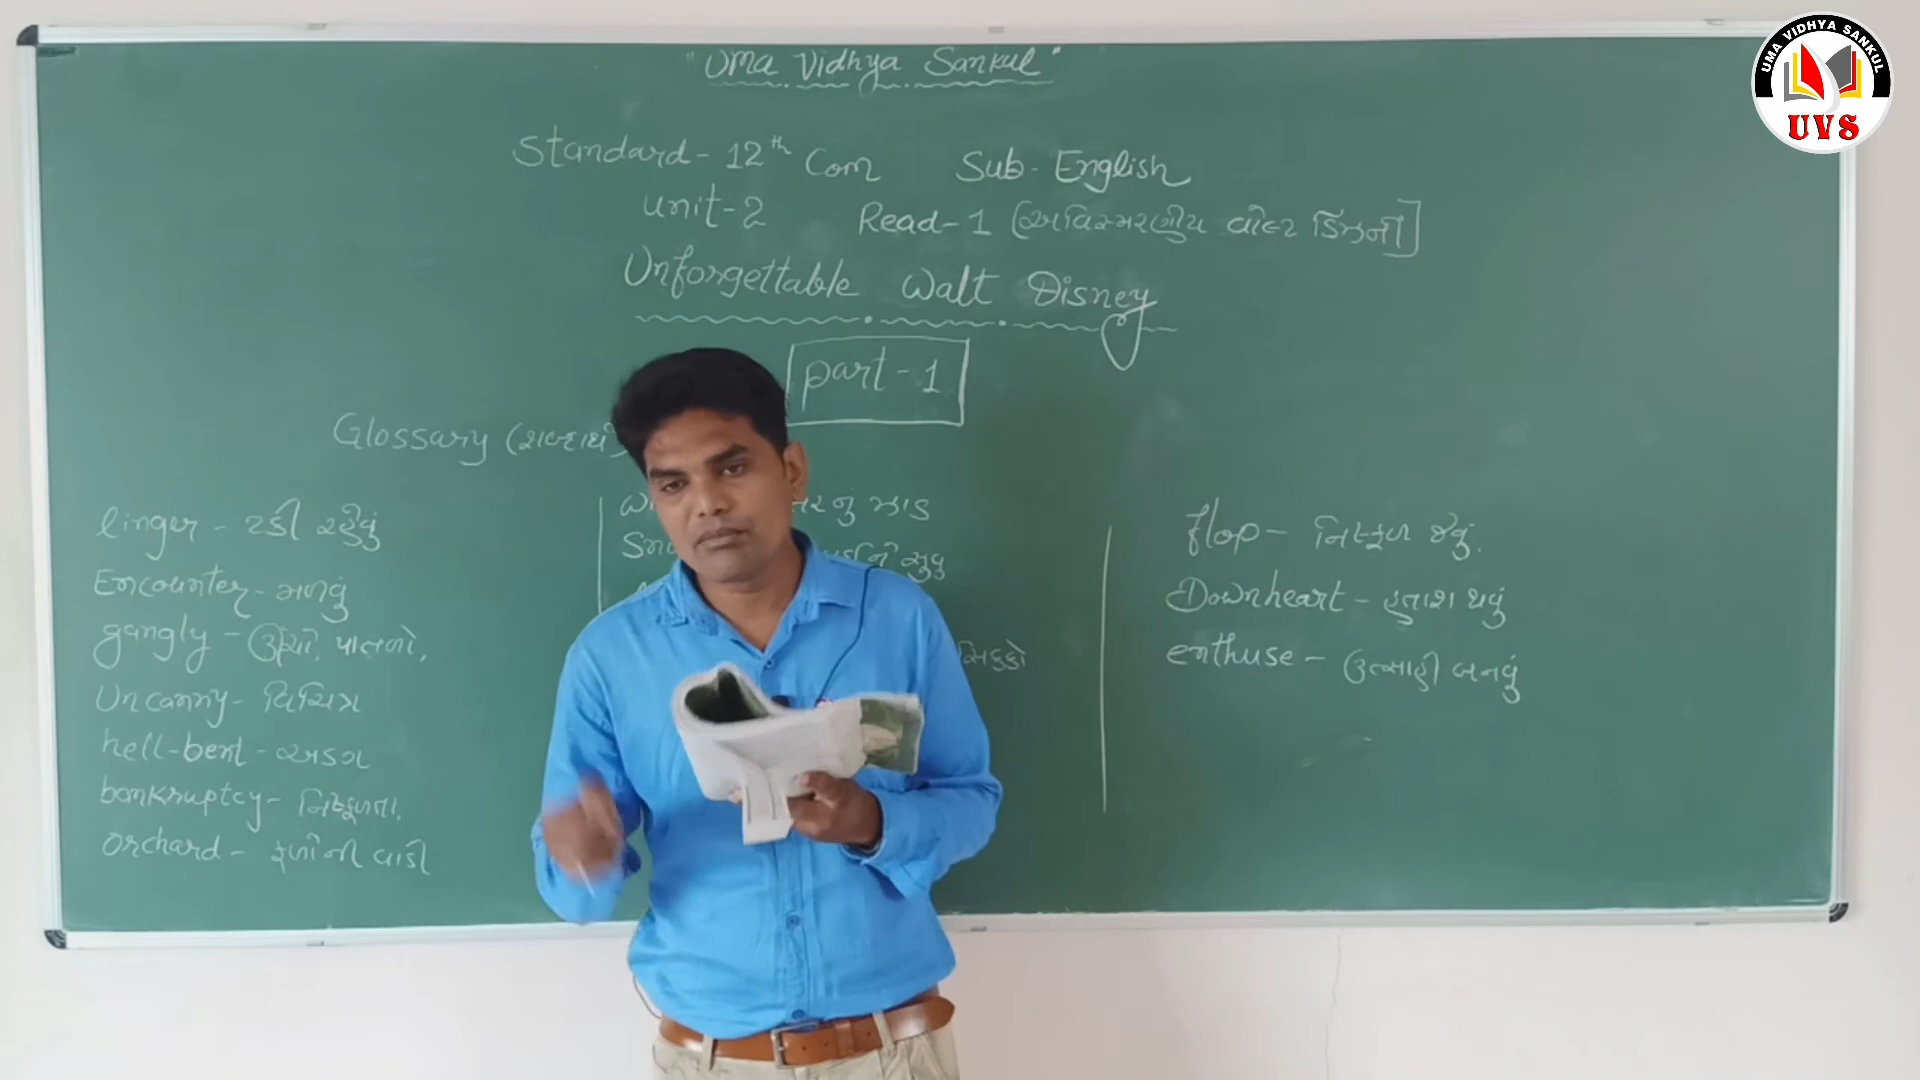 "Uma Vidhya Sankul"
Standard - 12th Com Sub - English
Unit - 2 Read - 1 [અવિસ્મરણીય વોલ્ટ ડિઝની]
Unforgettable Walt Disney
Part - 1
Glossary (શબ્દાર્થ
linger - ટકી રહેવું
Encounter - મળવું
gangly - ઊંચો, પાતળો,
Uncanny - વિચિત્ર
hell-bent - અડગ
bankruptcy - નિષ્ફળતા,
orchard - ફળોની વાડી
નું ઝાડ
સુવુ
સિક્કો
flop - નિષ્ફળ જવું.
Downheart - હતાશ થવું
enthuse - ઉત્સાહી બનવું
UMA VIDHYA SANKUL
UVS